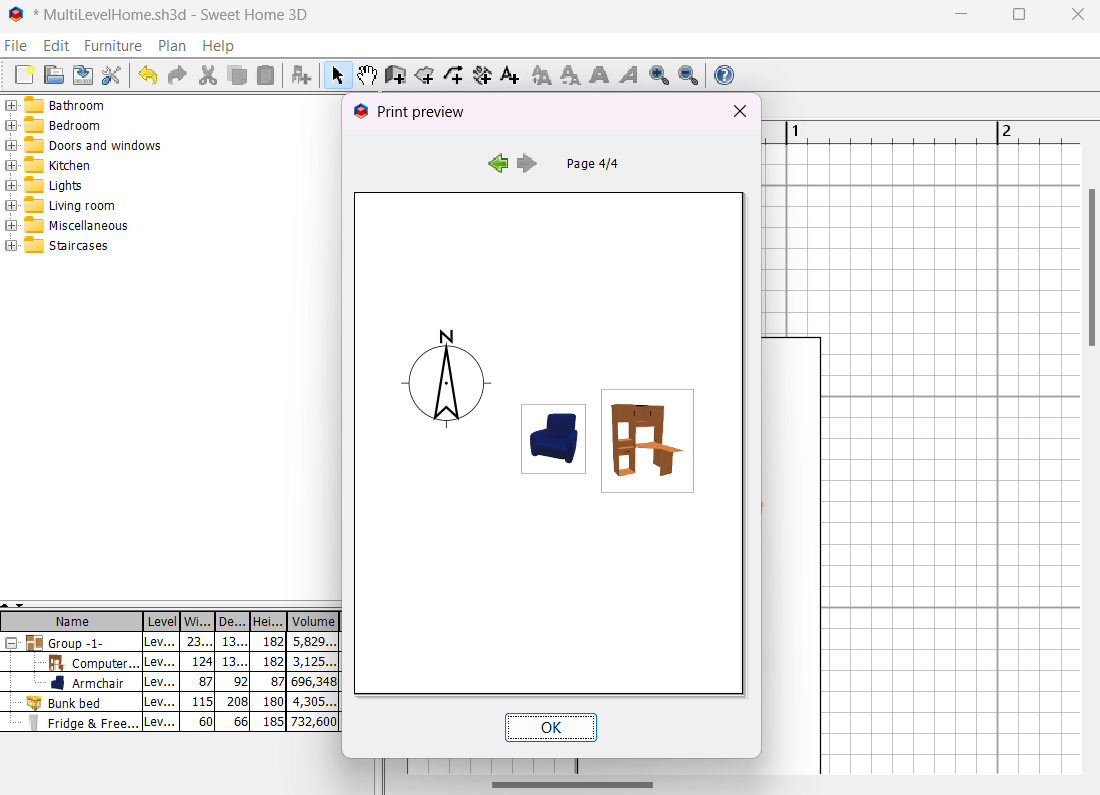 * MultiLevelHome.sh3d - Sweet Home 3D
File Edit Furniture Plan Help
Bathroom
Bedroom
Doors and windows
Kitchen
Lights
Living room
Miscellaneous
Staircases
Print preview
Page 4/4
N
OK
1 2
Name Level Wi... De... Hei... Volume
Group -1- Lev... 23... 13... 182 5,829...
Computer... Lev... 124 13... 182 3,125...
Armchair Lev... 87 92 87 696,348
Bunk bed Lev... 115 208 180 4,305...
Fridge & Free... Lev... 60 66 185 732,600